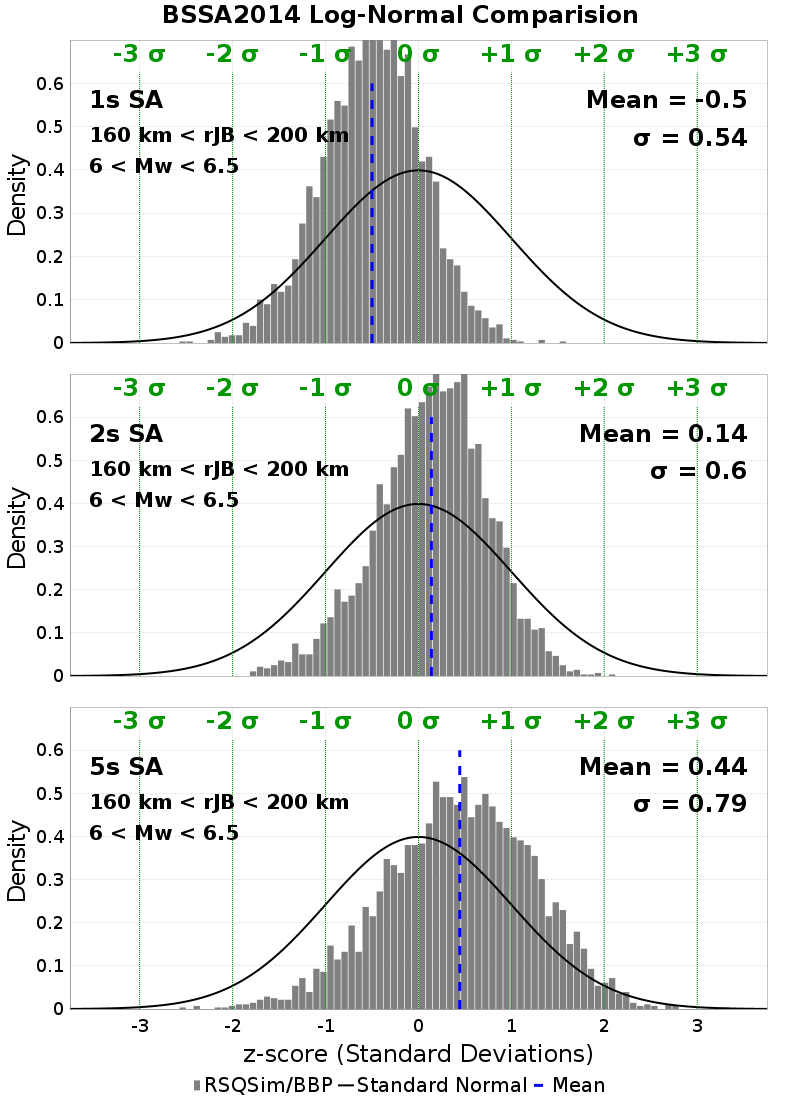 BSSA2014 Log-Normal Comparision
-3 σ -2 σ -1 σ 0 σ +1 σ +2 σ +3 σ
1s SA
Mean = -0.5
160 km < rJB < 200 km
σ = 0.54
6 < Mw < 6.5
Density
0.6
0.5
0.4
0.3
0.2
0.1
0
-3 σ -2 σ -1 σ 0 σ +1 σ +2 σ +3 σ
2s SA
Mean = 0.14
160 km < rJB < 200 km
σ = 0.6
6 < Mw < 6.5
Density
0.6
0.5
0.4
0.3
0.2
0.1
0
-3 σ -2 σ -1 σ 0 σ +1 σ +2 σ +3 σ
5s SA
Mean = 0.44
160 km < rJB < 200 km
σ = 0.79
6 < Mw < 6.5
Density
0.6
0.5
0.4
0.3
0.2
0.1
0
-3 -2 -1 0 1 2 3
z-score (Standard Deviations)
RSQSim/BBP Standard Normal Mean